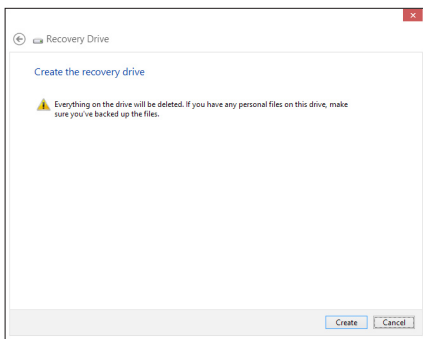 Recovery Drive
Create the recovery drive
Everything on the drive will be deleted. If you have any personal files on this drive, make
sure you've backed up the files.
Create Cancel